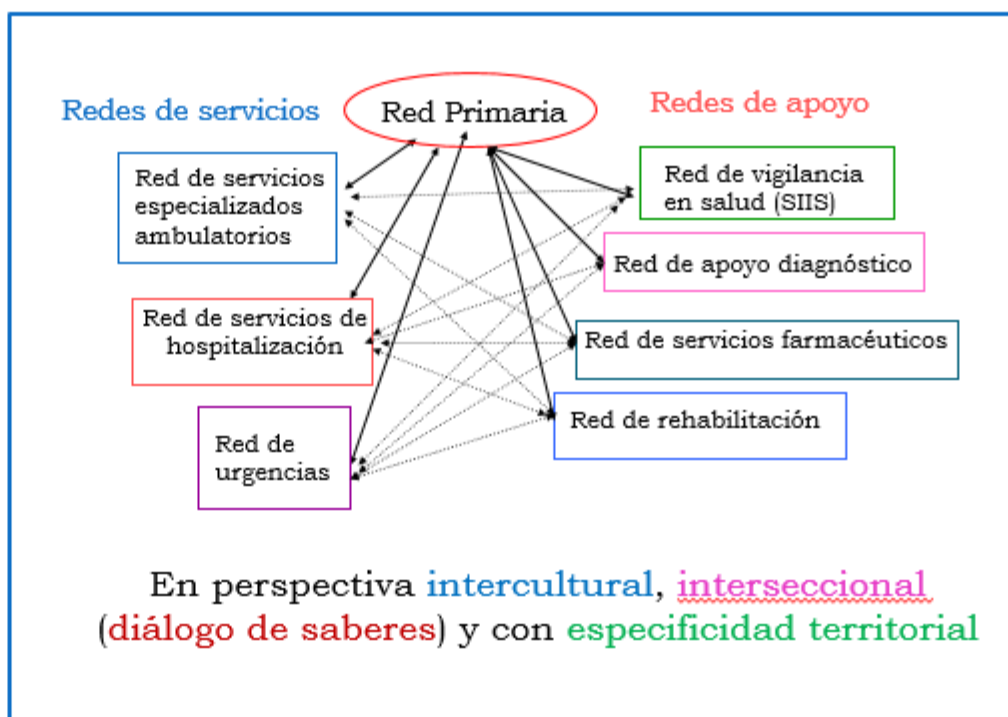 Redes de servicios
Red Primaria
Redes de apoyo
Red de servicios
especializados
ambulatorios
Red de vigilancia
en salud (SIIS)
Red de apoyo diagnóstico
Red de servicios de
hospitalización
Red de servicios farmacéuticos
Red de rehabilitación
Red de
urgencias
En perspectiva intercultural, interseccional
(diálogo de saberes) y con especificidad territorial